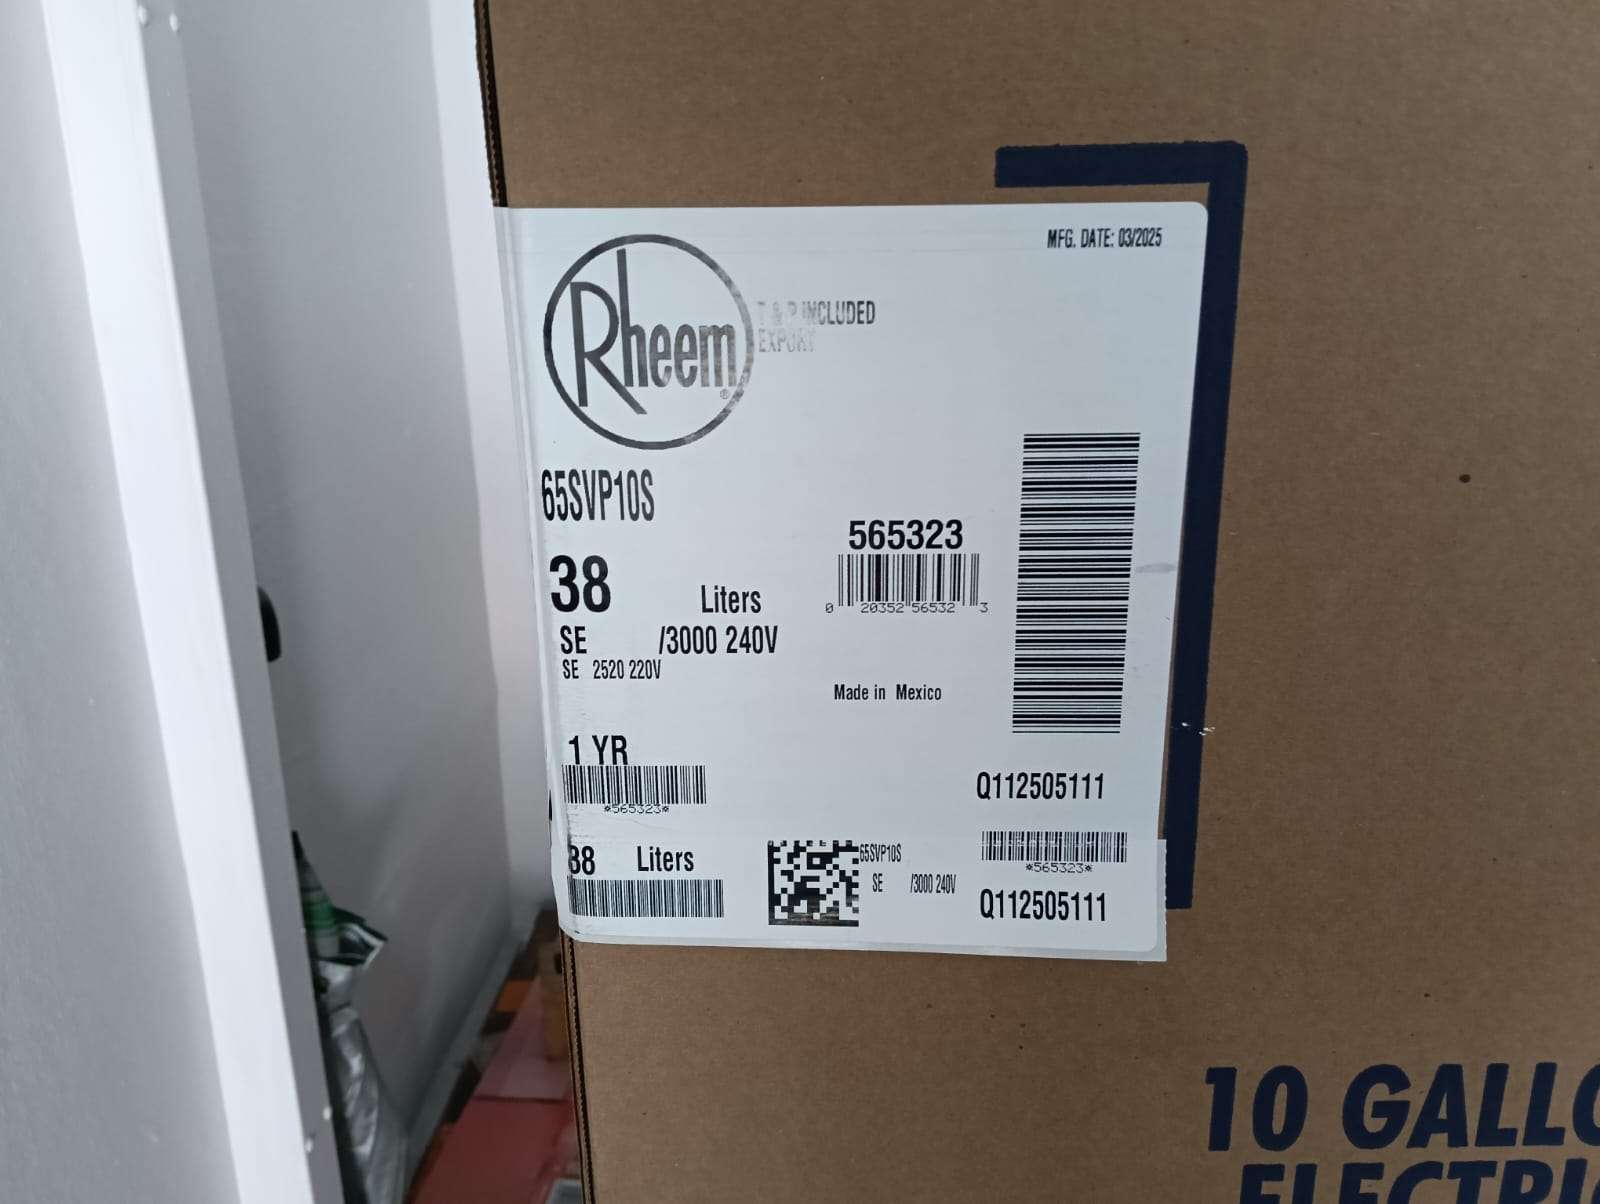 MFG. DATE: 03/2025
Rheem®
T & P INCLUDED
EXPORT
65SVP10S
565323
38 Liters
0 20352 56532 3
SE /3000 240V
SE 2520 220V
Made in Mexico
1 YR
*565323*
Q112505111
38 Liters
65SVP10S
SE /3000 240V
*565323*
Q112505111
10 GALLO
ELECTRI